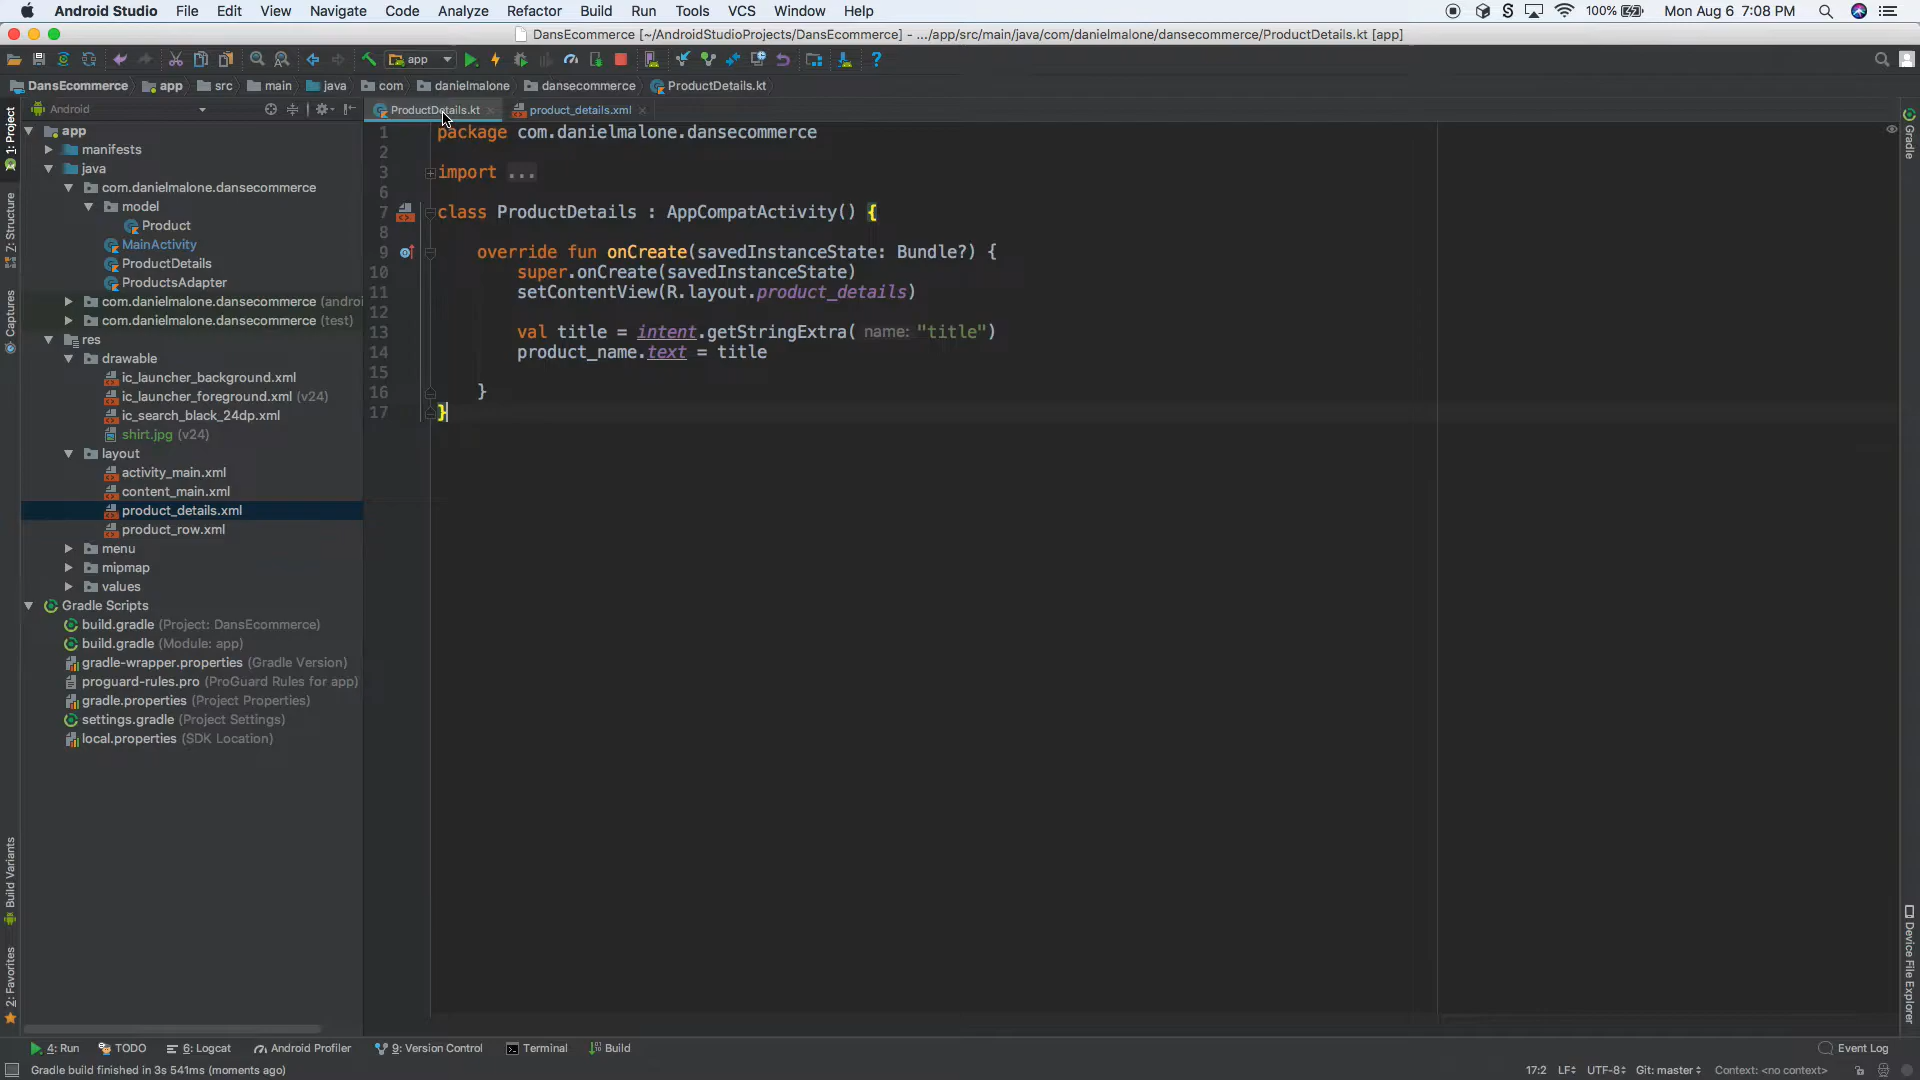 Android Studio File Edit View Navigate Code Analyze Refactor Build Run Tools VCS Window Help 100% Mon Aug 6 7:08 PM
DansEcommerce [~/AndroidStudioProjects/DansEcommerce] - .../app/src/main/java/com/danielmalone/dansecommerce/ProductDetails.kt [app]
app
DansEcommerce app src main java com danielmalone dansecommerce ProductDetails.kt
Android
ProductDetails.kt product_details.xml
1: Project
Z: Structure
Captures
Build Variants
2: Favorites
app
manifests
java
com.danielmalone.dansecommerce
model
Product
MainActivity
ProductDetails
ProductsAdapter
com.danielmalone.dansecommerce (androi
com.danielmalone.dansecommerce (test)
res
drawable
ic_launcher_background.xml
ic_launcher_foreground.xml (v24)
ic_search_black_24dp.xml
shirt.jpg (v24)
layout
activity_main.xml
content_main.xml
product_details.xml
product_row.xml
menu
mipmap
values
Gradle Scripts
build.gradle (Project: DansEcommerce)
build.gradle (Module: app)
gradle-wrapper.properties (Gradle Version)
proguard-rules.pro (ProGuard Rules for app)
gradle.properties (Project Properties)
settings.gradle (Project Settings)
local.properties (SDK Location)
1 package com.danielmalone.dansecommerce
2
3 import ...
6
7 class ProductDetails : AppCompatActivity() {
8
9 override fun onCreate(savedInstanceState: Bundle?) {
10 super.onCreate(savedInstanceState)
11 setContentView(R.layout.product_details)
12
13 val title = intent.getStringExtra( name: "title")
14 product_name.text = title
15
16 }
17 }
Gradle
Device File Explorer
4: Run TODO 6: Logcat Android Profiler 9: Version Control Terminal Build Event Log
Gradle build finished in 3s 541ms (moments ago) 17:2 LF UTF-8 Git: master Context: <no context>